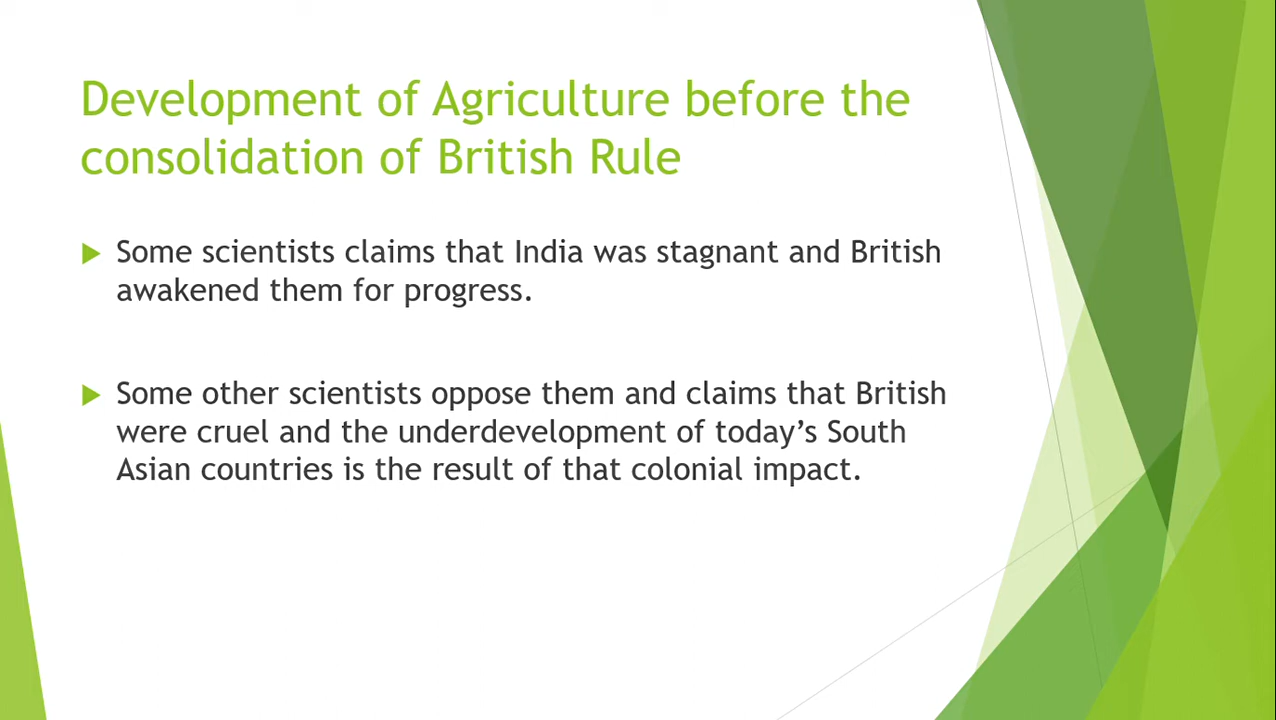 Development of Agriculture before the
consolidation of British Rule
Some scientists claims that India was stagnant and British
awakened them for progress.
Some other scientists oppose them and claims that British
were cruel and the underdevelopment of today’s South
Asian countries is the result of that colonial impact.